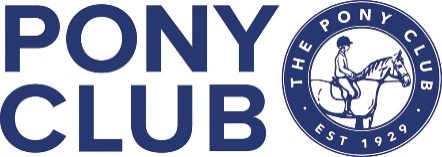 PONY
CLUB
THE PONY CLUB
• EST 1929 •